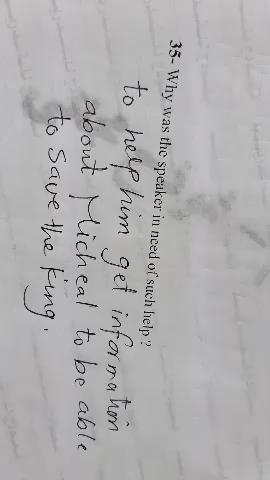 35- Why was the speaker in need of such help?
to help him get information
about Micheal to be able
to save the king.